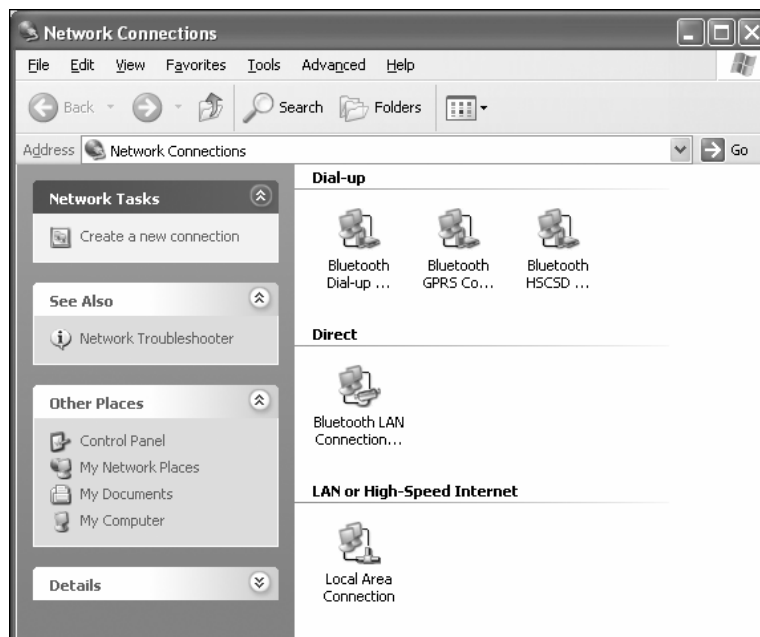 Network Connections
File Edit View Favorites Tools Advanced Help
Back Search Folders
Address Network Connections Go
Network Tasks
Create a new connection
See Also
Network Troubleshooter
Other Places
Control Panel
My Network Places
My Documents
My Computer
Details
Dial-up
Bluetooth
Dial-up ...
Bluetooth
GPRS Co...
Bluetooth
HSCSD ...
Direct
Bluetooth LAN
Connection...
LAN or High-Speed Internet
Local Area
Connection